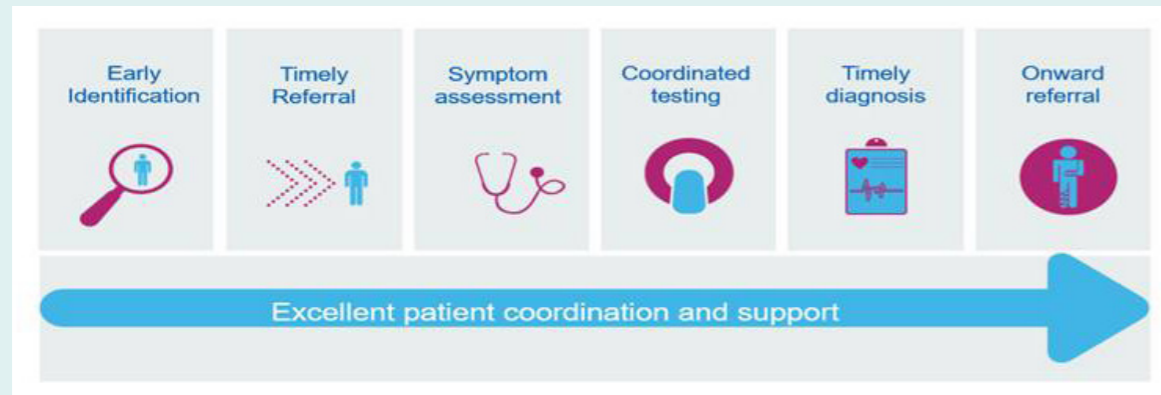 Early
Identification
Timely
Referral
Symptom
assessment
Coordinated
testing
Timely
diagnosis
Onward
referral
Excellent patient coordination and support